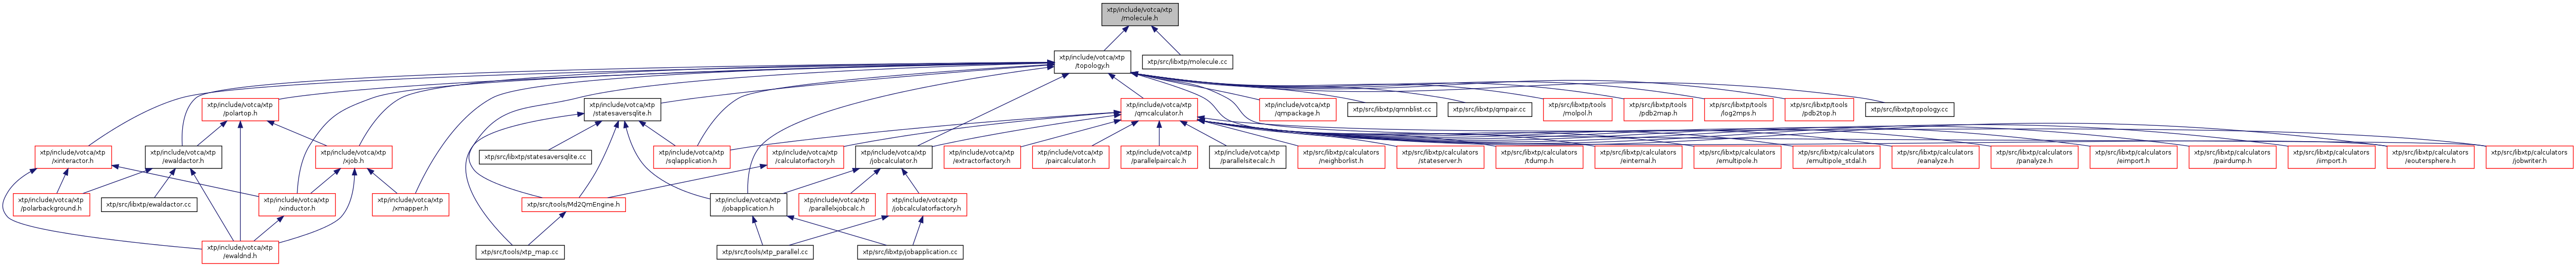 xtp/include/votca/xtp
/molecule.h
xtp/include/votca/xtp
/topology.h
xtp/src/libxtp/molecule.cc
xtp/include/votca/xtp
/polartop.h
xtp/include/votca/xtp
/statesaversqlite.h
xtp/include/votca/xtp
/qmcalculator.h
xtp/include/votca/xtp
/qmpackage.h
xtp/src/libxtp/qmnblist.cc
xtp/src/libxtp/qmpair.cc
xtp/src/libxtp/tools
/molpol.h
xtp/src/libxtp/tools
/pdb2map.h
xtp/src/libxtp/tools
/log2mps.h
xtp/src/libxtp/tools
/pdb2top.h
xtp/src/libxtp/topology.cc
xtp/include/votca/xtp
/xinteractor.h
xtp/include/votca/xtp
/ewaldactor.h
xtp/include/votca/xtp
/xjob.h
xtp/src/libxtp/statesaversqlite.cc
xtp/include/votca/xtp
/sqlapplication.h
xtp/include/votca/xtp
/calculatorfactory.h
xtp/include/votca/xtp
/jobcalculator.h
xtp/include/votca/xtp
/extractorfactory.h
xtp/include/votca/xtp
/paircalculator.h
xtp/include/votca/xtp
/parallelpaircalc.h
xtp/include/votca/xtp
/parallelsitecalc.h
xtp/src/libxtp/calculators
/neighborlist.h
xtp/src/libxtp/calculators
/stateserver.h
xtp/src/libxtp/calculators
/tdump.h
xtp/src/libxtp/calculators
/einternal.h
xtp/src/libxtp/calculators
/emultipole.h
xtp/src/libxtp/calculators
/emultipole_stdal.h
xtp/src/libxtp/calculators
/eanalyze.h
xtp/src/libxtp/calculators
/panalyze.h
xtp/src/libxtp/calculators
/eimport.h
xtp/src/libxtp/calculators
/pairdump.h
xtp/src/libxtp/calculators
/iimport.h
xtp/src/libxtp/calculators
/eoutersphere.h
xtp/src/libxtp/calculators
/jobwriter.h
xtp/include/votca/xtp
/polarbackground.h
xtp/src/libxtp/ewaldactor.cc
xtp/include/votca/xtp
/xinductor.h
xtp/include/votca/xtp
/xmapper.h
xtp/src/tools/Md2QmEngine.h
xtp/include/votca/xtp
/jobapplication.h
xtp/include/votca/xtp
/parallelxjobcalc.h
xtp/include/votca/xtp
/jobcalculatorfactory.h
xtp/include/votca/xtp
/ewaldnd.h
xtp/src/tools/xtp_map.cc
xtp/src/tools/xtp_parallel.cc
xtp/src/libxtp/jobapplication.cc